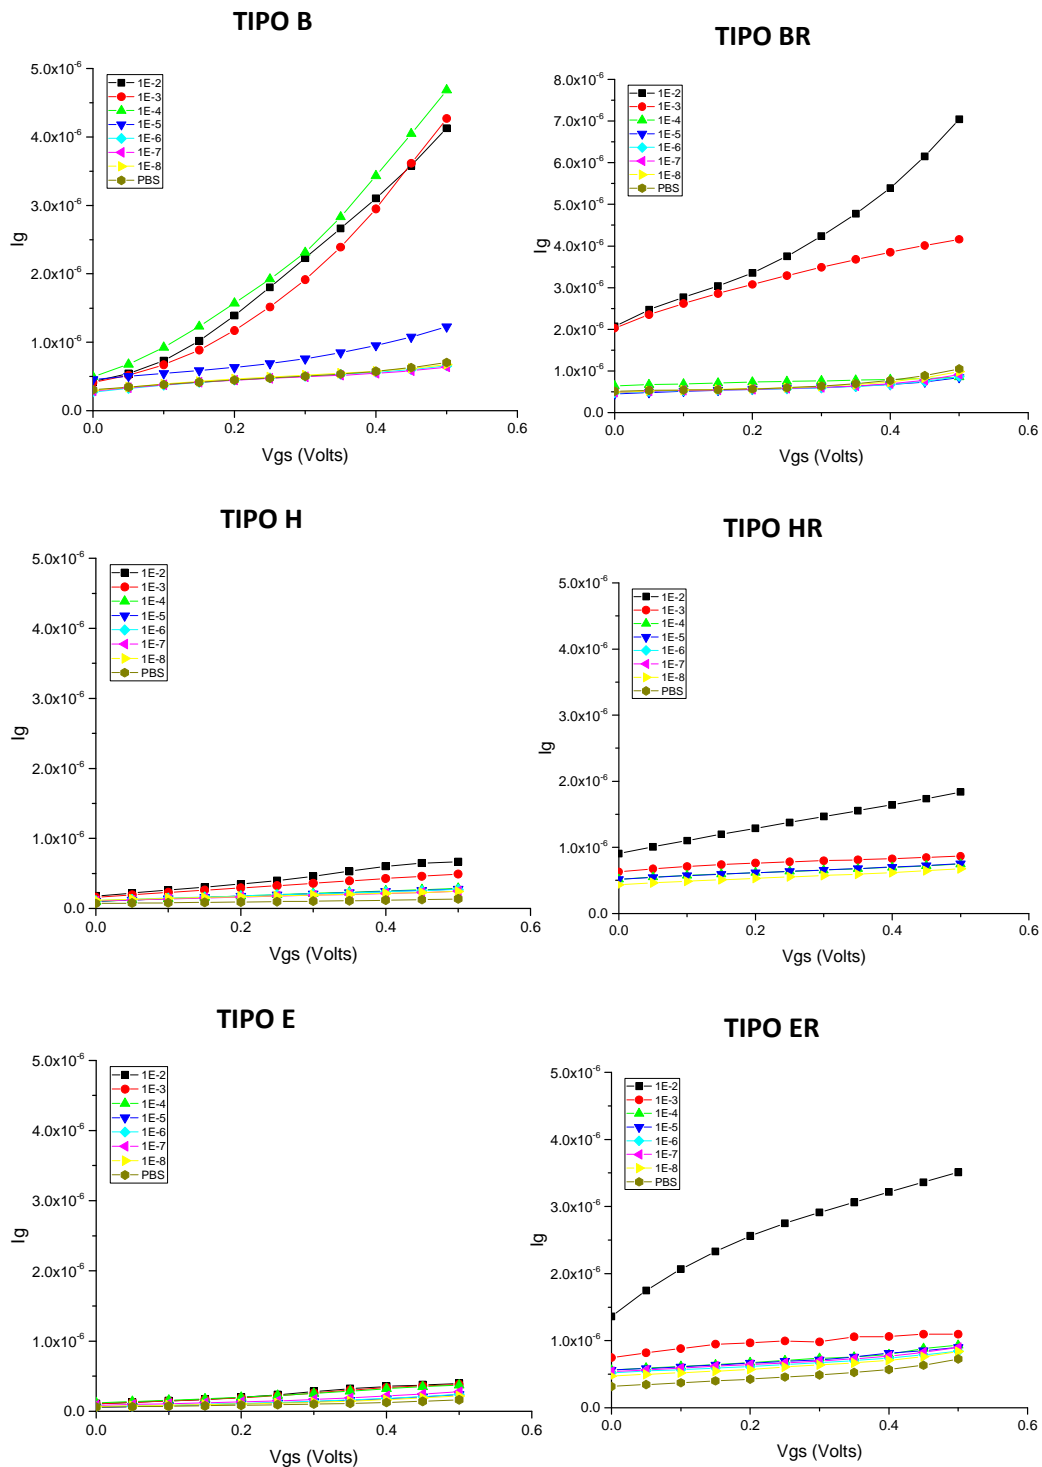 TIPO B
5.0x10⁻⁶
4.0x10⁻⁶
3.0x10⁻⁶
2.0x10⁻⁶
1.0x10⁻⁶
0.0
Ig
1E-2
1E-3
1E-4
1E-5
1E-6
1E-7
1E-8
PBS
0.0 0.2 0.4 0.6
Vgs (Volts)
TIPO BR
8.0x10⁻⁶
7.0x10⁻⁶
6.0x10⁻⁶
5.0x10⁻⁶
4.0x10⁻⁶
3.0x10⁻⁶
2.0x10⁻⁶
1.0x10⁻⁶
0.0
Ig
1E-2
1E-3
1E-4
1E-5
1E-6
1E-7
1E-8
PBS
0.0 0.2 0.4 0.6
Vgs (Volts)
TIPO H
5.0x10⁻⁶
4.0x10⁻⁶
3.0x10⁻⁶
2.0x10⁻⁶
1.0x10⁻⁶
0.0
Ig
1E-2
1E-3
1E-4
1E-5
1E-6
1E-7
1E-8
PBS
0.0 0.2 0.4 0.6
Vgs (Volts)
TIPO HR
5.0x10⁻⁶
4.0x10⁻⁶
3.0x10⁻⁶
2.0x10⁻⁶
1.0x10⁻⁶
0.0
Ig
1E-2
1E-3
1E-4
1E-5
1E-6
1E-7
1E-8
PBS
0.0 0.2 0.4 0.6
Vgs (Volts)
TIPO E
5.0x10⁻⁶
4.0x10⁻⁶
3.0x10⁻⁶
2.0x10⁻⁶
1.0x10⁻⁶
0.0
Ig
1E-2
1E-3
1E-4
1E-5
1E-6
1E-7
1E-8
PBS
0.0 0.2 0.4 0.6
Vgs (Volts)
TIPO ER
5.0x10⁻⁶
4.0x10⁻⁶
3.0x10⁻⁶
2.0x10⁻⁶
1.0x10⁻⁶
0.0
Ig
1E-2
1E-3
1E-4
1E-5
1E-6
1E-7
1E-8
PBS
0.0 0.2 0.4 0.6
Vgs (Volts)